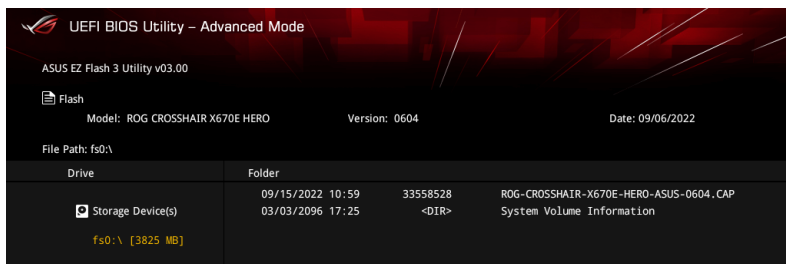 UEFI BIOS Utility – Advanced Mode
ASUS EZ Flash 3 Utility v03.00
Flash
Model: ROG CROSSHAIR X670E HERO Version: 0604 Date: 09/06/2022
File Path: fs0:\
Drive Folder
09/15/2022 10:59 33558528 ROG-CROSSHAIR-X670E-HERO-ASUS-0604.CAP
Storage Device(s) 03/03/2096 17:25 <DIR> System Volume Information
fs0:\ [3825 MB]